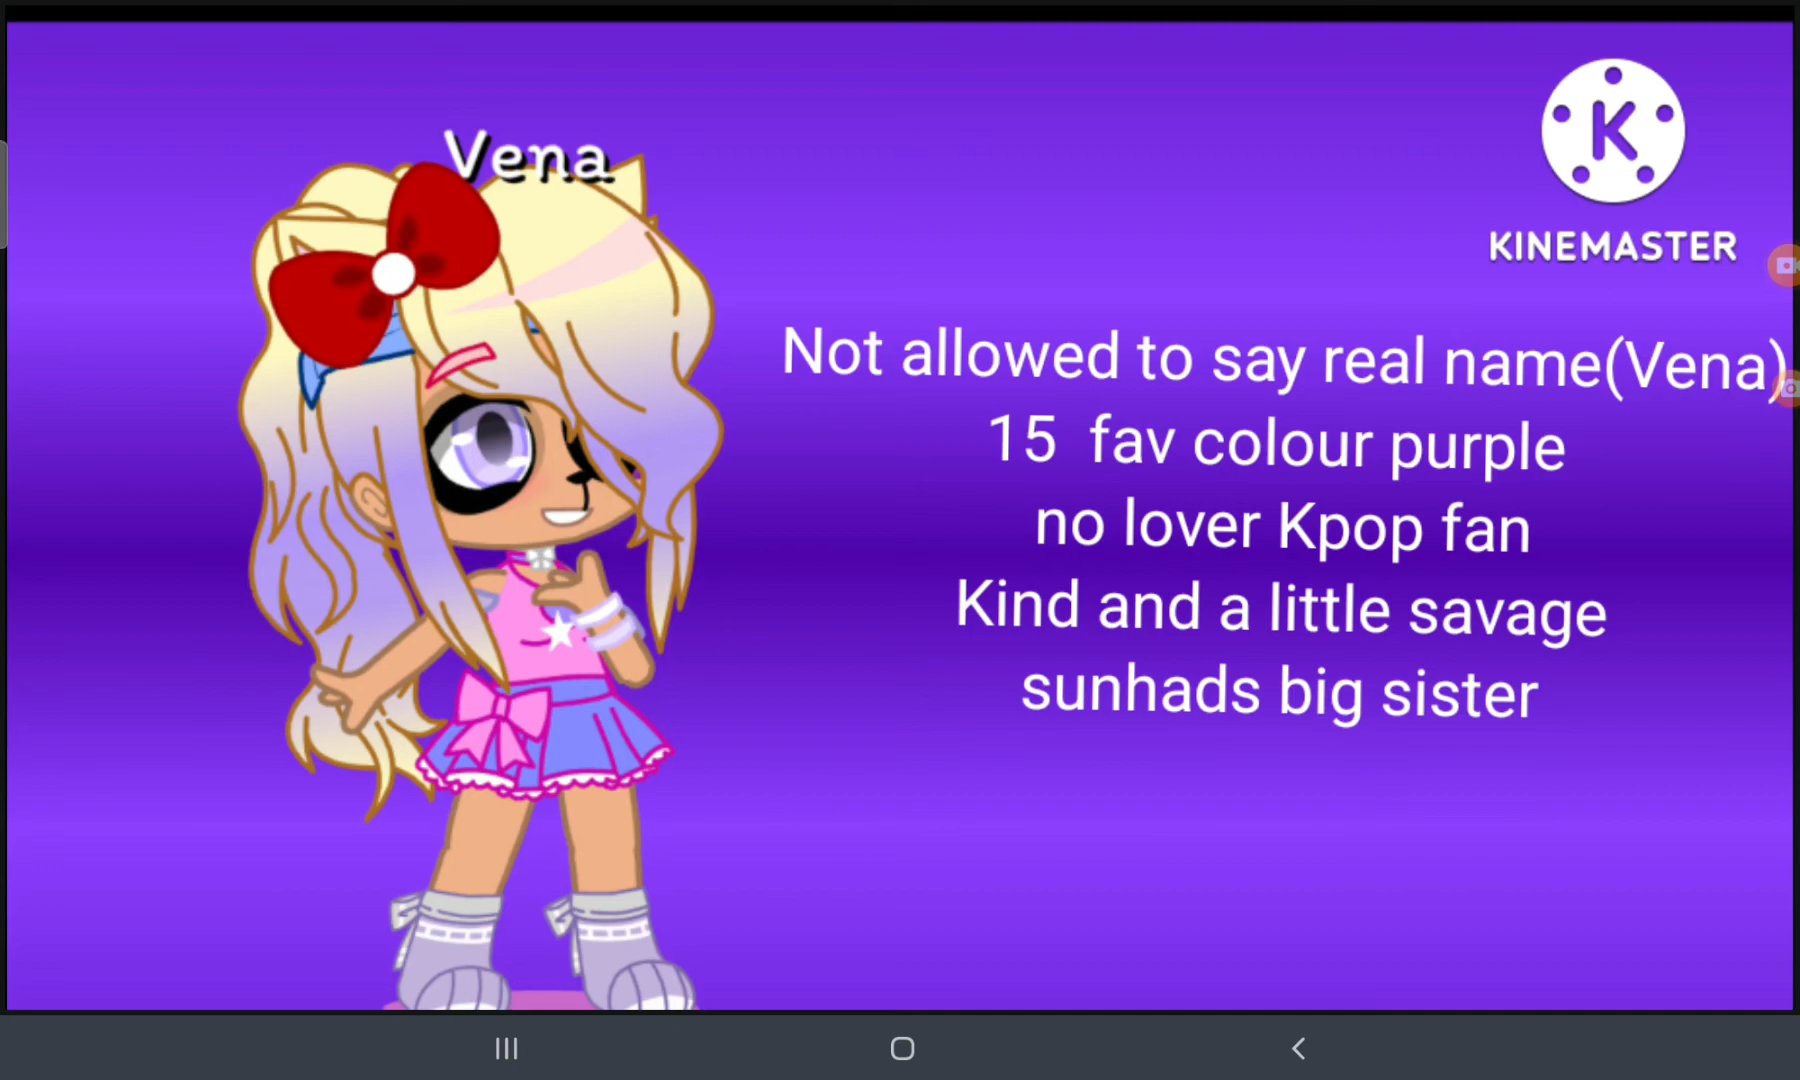 Vena
K
KINEMASTER
Not allowed to say real name(Vena)
15 fav colour purple
no lover Kpop fan
Kind and a little savage
sunhads big sister